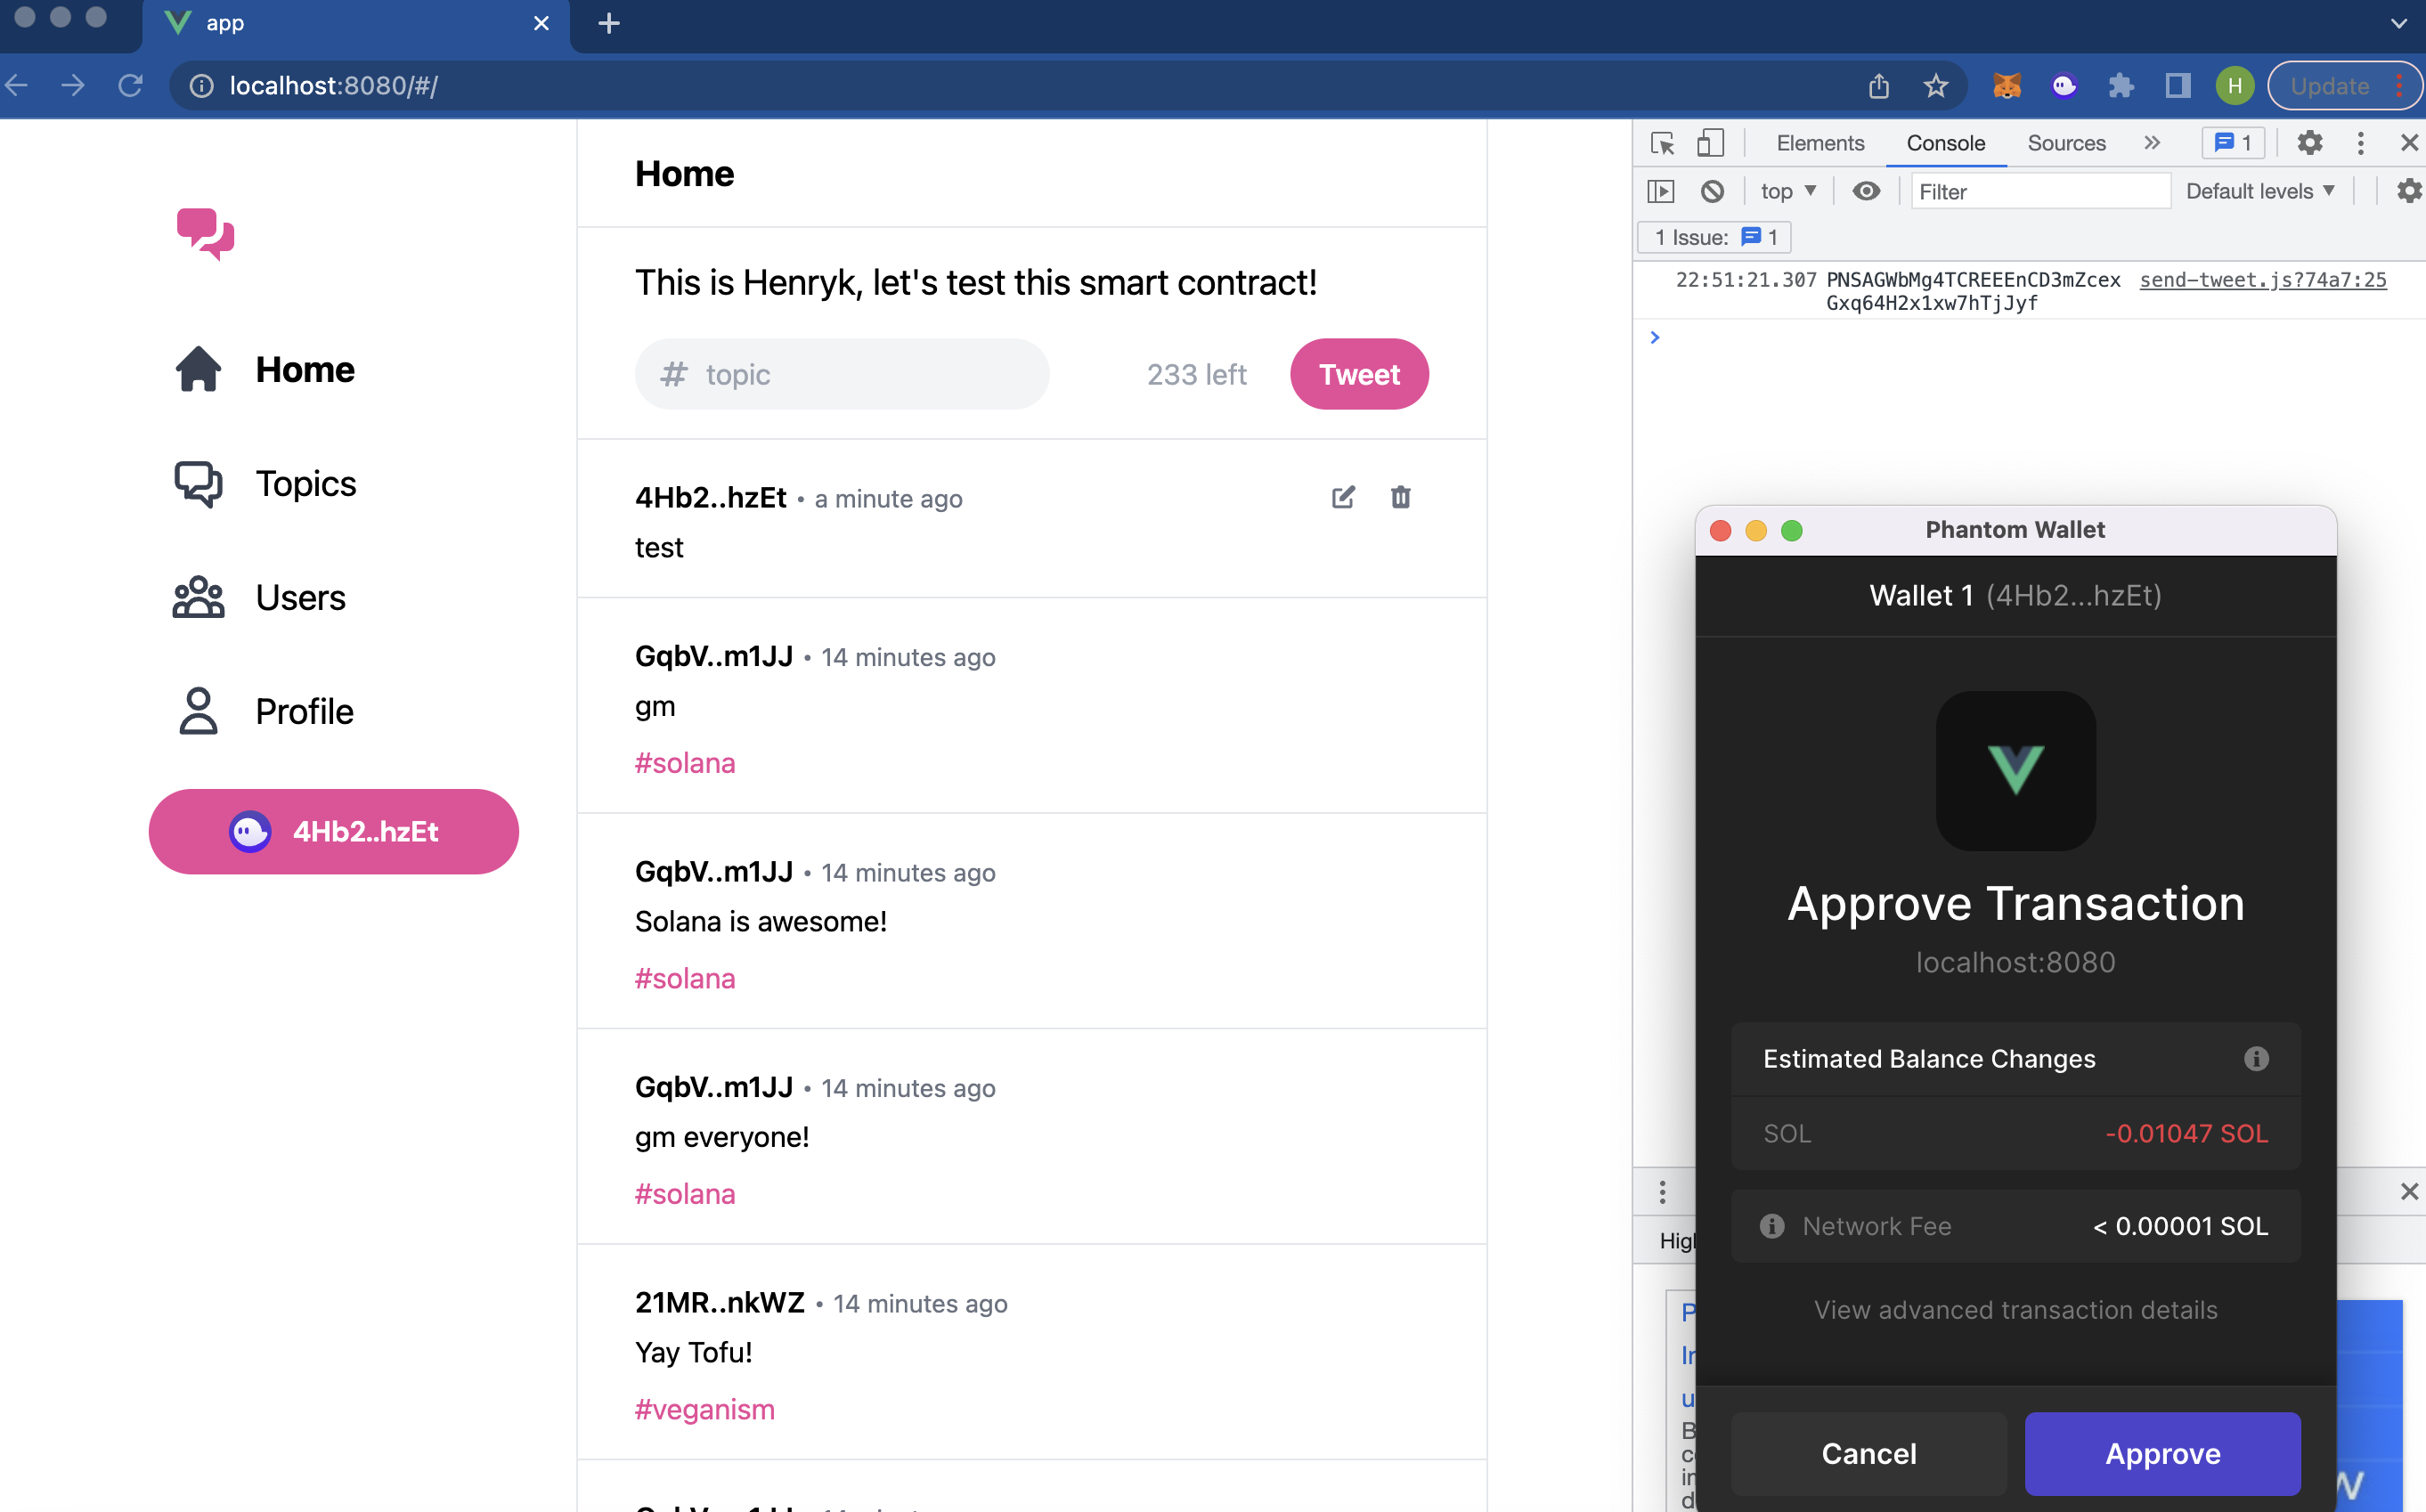 app
localhost:8080/#/
H
Update
Home
Topics
Users
Profile
4Hb2..hzEt
Home
This is Henryk, let's test this smart contract!
# topic
233 left
Tweet
4Hb2..hzEt • a minute ago
test
GqbV..m1JJ • 14 minutes ago
gm
#solana
GqbV..m1JJ • 14 minutes ago
Solana is awesome!
#solana
GqbV..m1JJ • 14 minutes ago
gm everyone!
#solana
21MR..nkWZ • 14 minutes ago
Yay Tofu!
#veganism
Elements Console Sources 1
top Filter Default levels
1 Issue: 1
22:51:21.307 PNSAGWbMg4TCREEEnCD3mZcex send-tweet.js?74a7:25
Gxq64H2x1xw7hTjJyf
Phantom Wallet
Wallet 1 (4Hb2...hzEt)
Approve Transaction
localhost:8080
Estimated Balance Changes
SOL -0.01047 SOL
Network Fee < 0.00001 SOL
View advanced transaction details
Cancel Approve